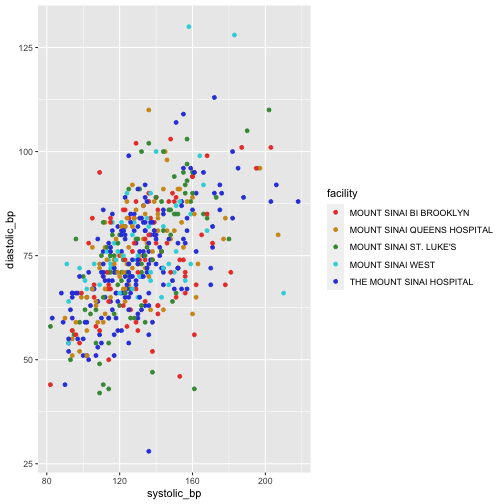 125
100
75
50
25
diastolic_bp
80
120
160
200
systolic_bp
facility
MOUNT SINAI BI BROOKLYN
MOUNT SINAI QUEENS HOSPITAL
MOUNT SINAI ST. LUKE'S
MOUNT SINAI WEST
THE MOUNT SINAI HOSPITAL